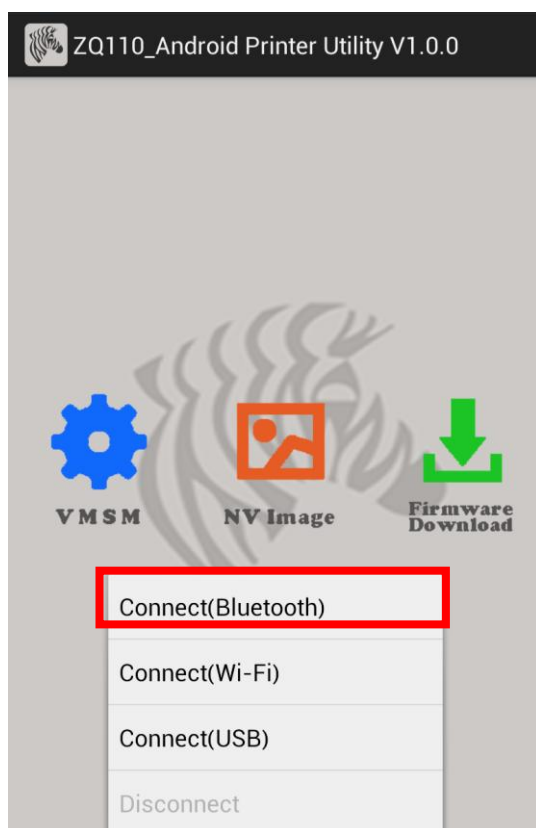 ZQ110_Android Printer Utility V1.0.0
VMSM
NV Image
Firmware
Download
Connect(Bluetooth)
Connect(Wi-Fi)
Connect(USB)
Disconnect